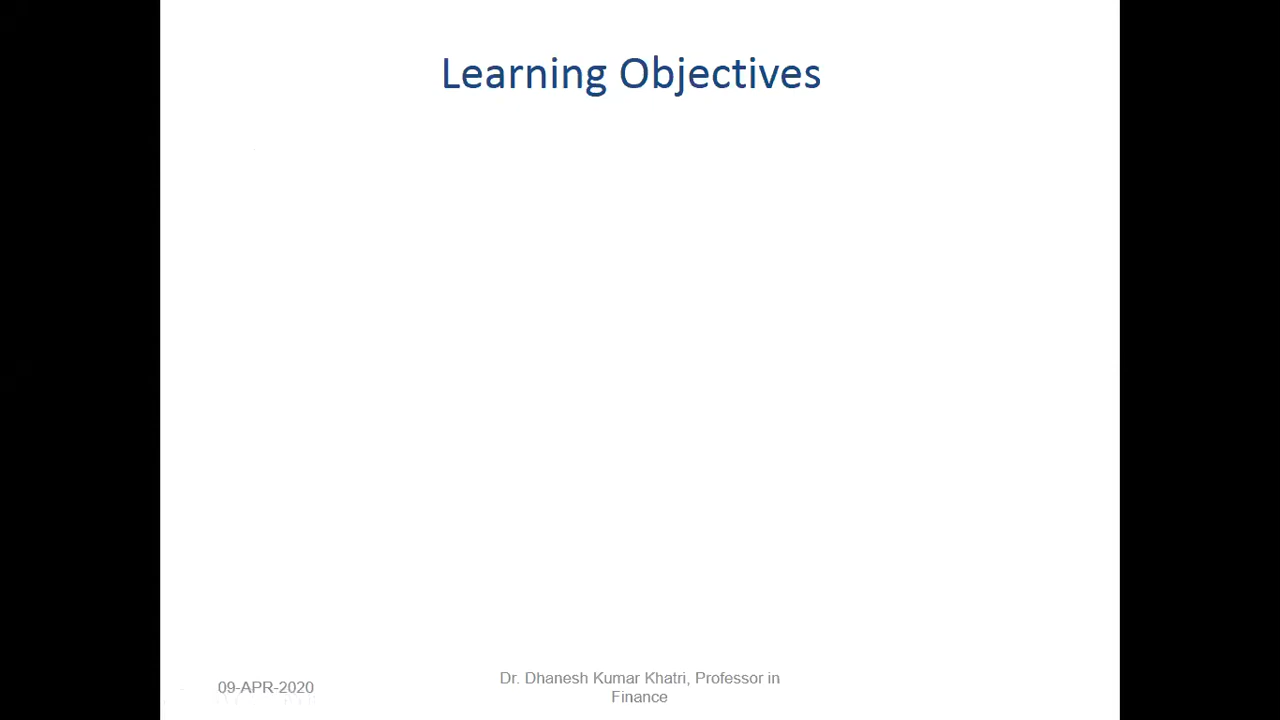 Learning Objectives
09-APR-2020
Dr. Dhanesh Kumar Khatri, Professor in
Finance